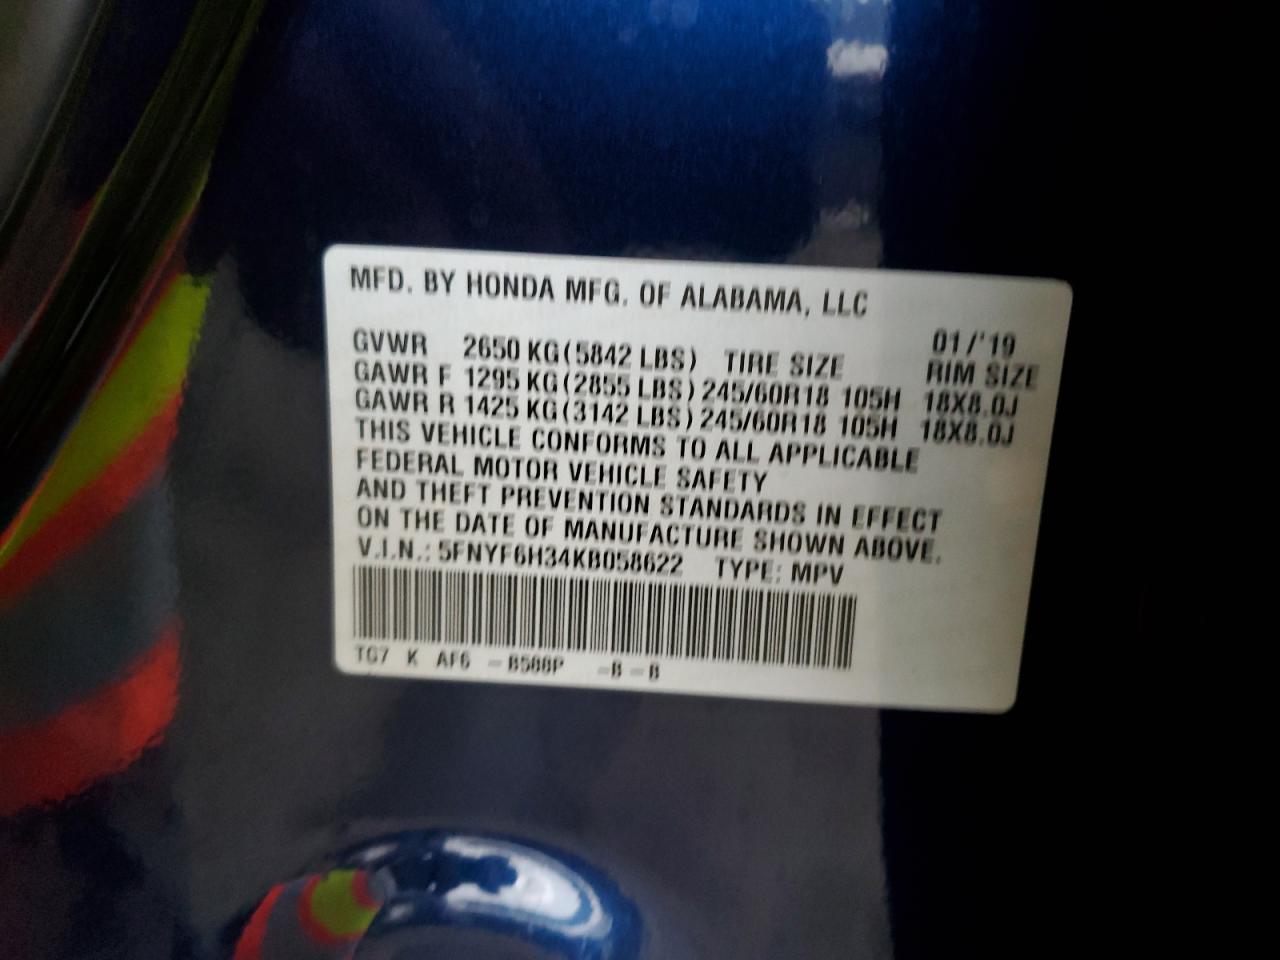 MFD. BY HONDA MFG. OF ALABAMA, LLC
01/'19
GVWR 2650 KG(5842 LBS) TIRE SIZE RIM SIZE
GAWR F 1295 KG(2855 LBS) 245/60R18 105H 18X8.0J
GAWR R 1425 KG(3142 LBS) 245/60R18 105H 18X8.0J
THIS VEHICLE CONFORMS TO ALL APPLICABLE
FEDERAL MOTOR VEHICLE SAFETY
AND THEFT PREVENTION STANDARDS IN EFFECT
ON THE DATE OF MANUFACTURE SHOWN ABOVE.
V.I.N.: 5FNYF6H34KB058622 TYPE: MPV
TG7 K AF6 -B588P -B -B